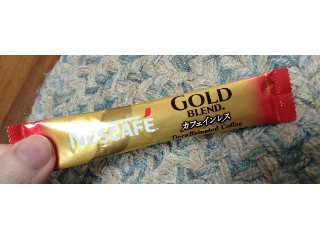 NESCAFÉ
GOLD
BLEND®
カフェインレス
Decaffeinated Coffee